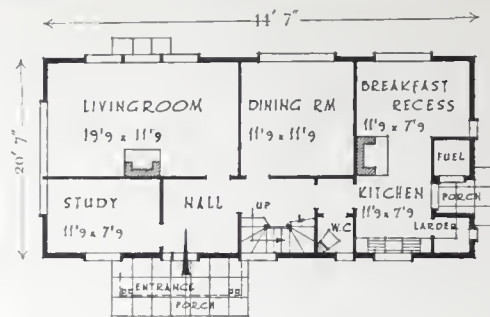 44' 7"
20' 7"
LIVINGROOM
19'9 x 11'9
DINING RM
11'9 x 11'9
BREAKFAST
RECESS
11'9 x 7'9
FUEL
STUDY
11'9 x 7'9
HALL
UP
W.C
KITCHEN
11'9 x 7'9
PORCH
LARDER
ENTRANCE
PORCH